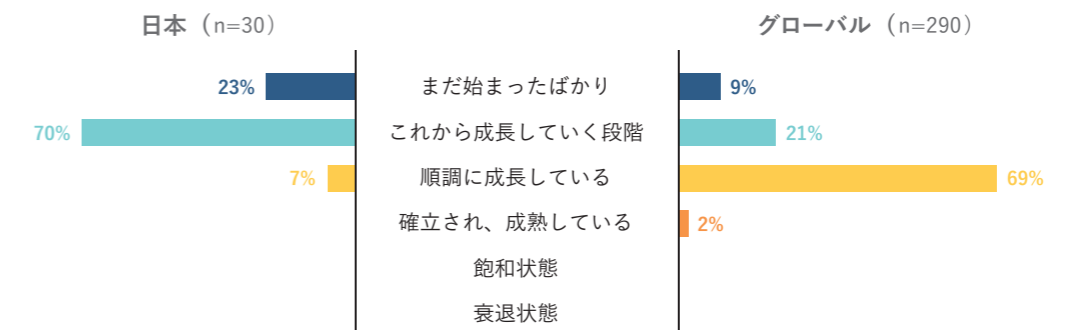 日本（n=30）
グローバル（n=290）
23% まだ始まったばかり 9%
70% これから成長していく段階 21%
7% 順調に成長している 69%
確立され、成熟している 2%
飽和状態
衰退状態